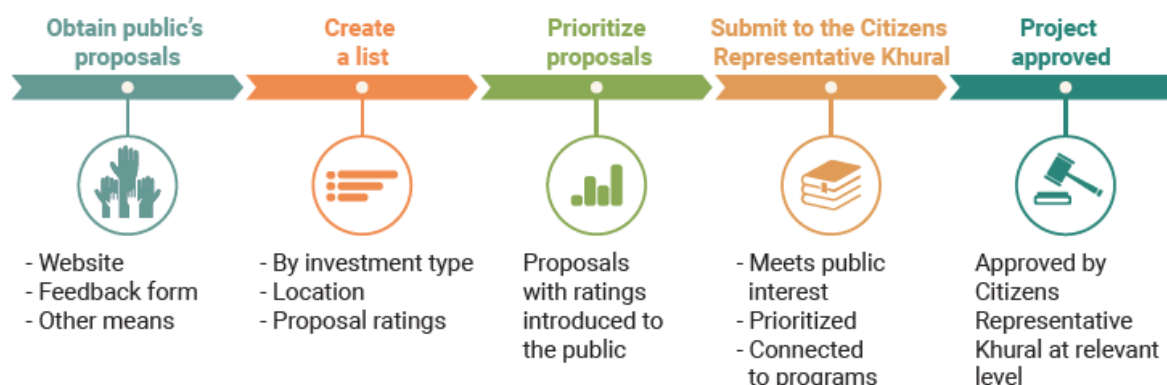 Obtain public's
proposals
Create
a list
Prioritize
proposals
Submit to the Citizens
Representative Khural
Project
approved
- Website
- Feedback form
- Other means
- By investment type
- Location
- Proposal ratings
Proposals
with ratings
introduced to
the public
- Meets public
interest
- Prioritized
- Connected
to programs
Approved by
Citizens
Representative
Khural at relevant
level